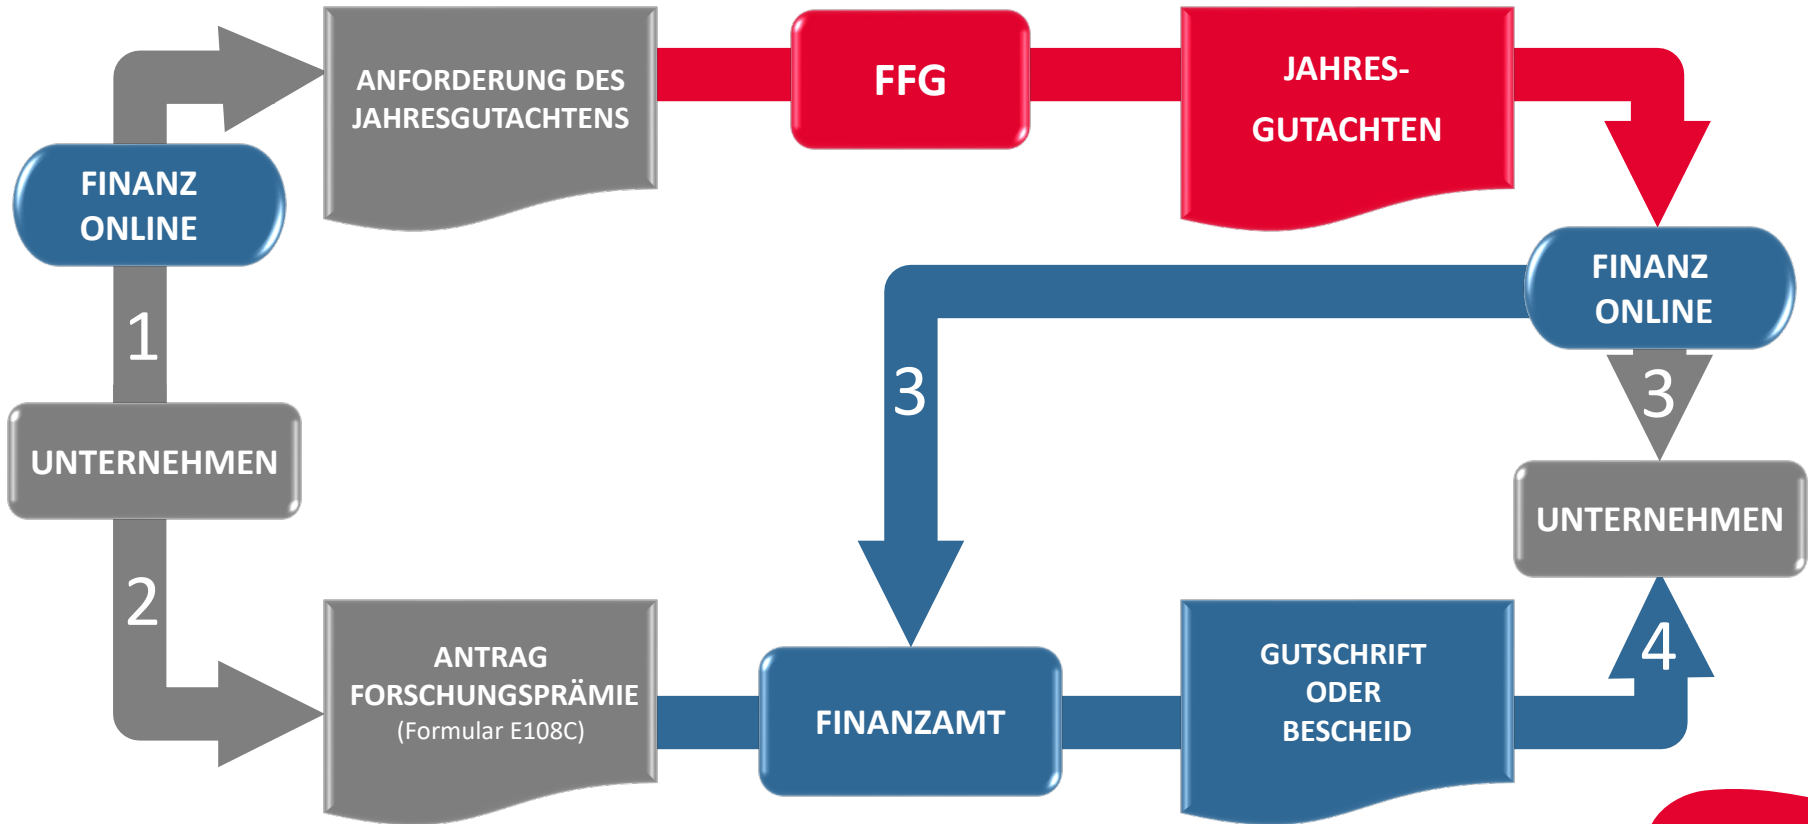 ANFORDERUNG DES
JAHRESGUTACHTENS
FFG
JAHRES-
GUTACHTEN
FINANZ
ONLINE
FINANZ
ONLINE
1
3
3
UNTERNEHMEN
UNTERNEHMEN
2
ANTRAG
FORSCHUNGSPRÄMIE
(Formular E108C)
FINANZAMT
GUTSCHRIFT
ODER
BESCHEID
4